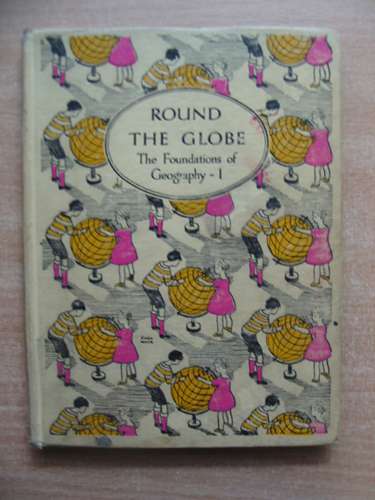 ROUND
THE GLOBE
The Foundations of
Geography - I